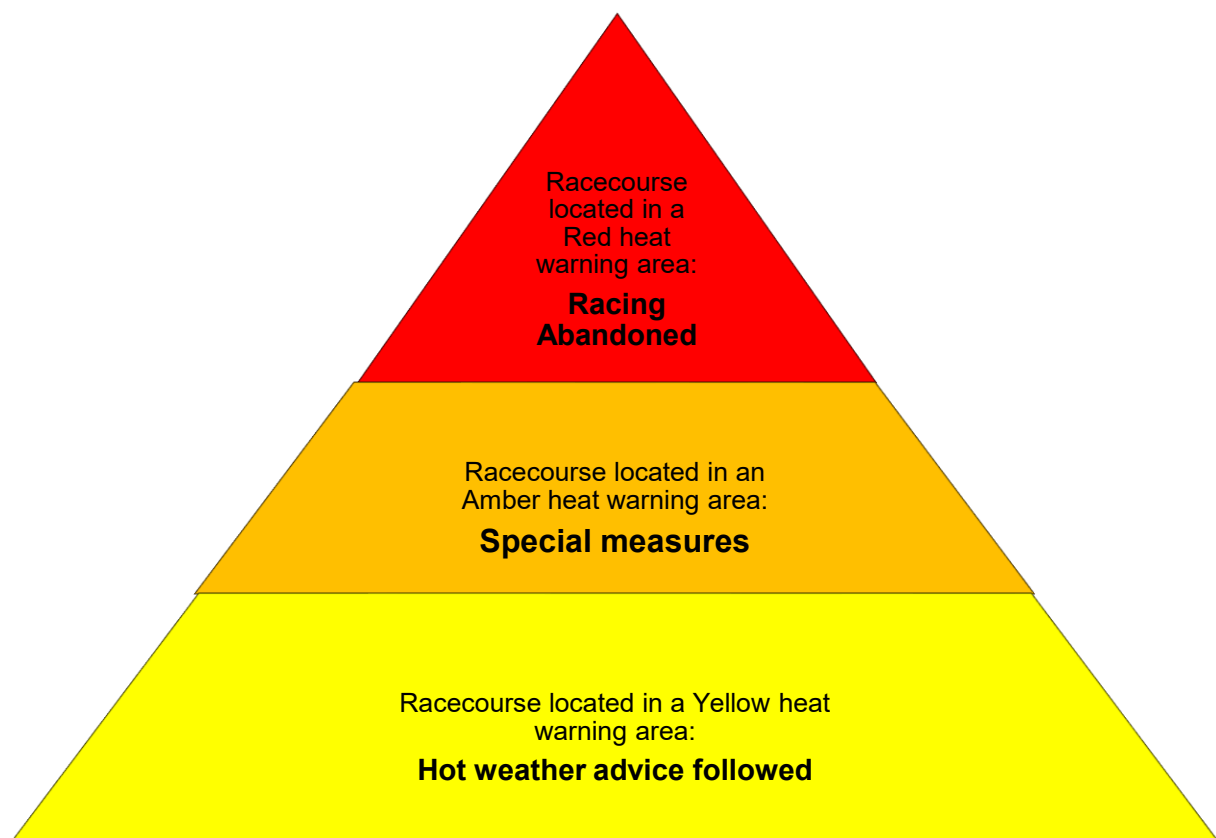 Racecourse
located in a
Red heat
warning area:
Racing
Abandoned
Racecourse located in an
Amber heat warning area:
Special measures
Racecourse located in a Yellow heat
warning area:
Hot weather advice followed